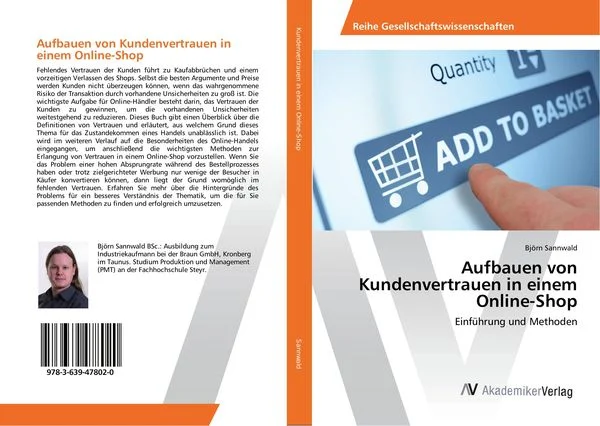 Aufbauen von Kundenvertrauen in
einem Online-Shop
Fehlendes Vertrauen der Kunden führt zu Kaufabbrüchen und einem
vorzeitigen Verlassen des Shops. Selbst die besten Argumente und Preise
werden Kunden nicht überzeugen können, wenn das wahrgenommene
Risiko der Transaktion durch vorhandene Unsicherheiten zu groß ist. Die
wichtigste Aufgabe für Online-Händler besteht darin, das Vertrauen der
Kunden zu gewinnen, um die vorhandenen Unsicherheiten
weitestgehend zu reduzieren. Dieses Buch gibt einen Überblick über die
Definitionen von Vertrauen und erläutert, aus welchem Grund dieses
Thema für das Zustandekommen eines Handels unablässlich ist. Dabei
wird im weiteren Verlauf auf die Besonderheiten des Online-Handels
eingegangen, um anschließend die wichtigsten Methoden zur
Erlangung von Vertrauen in einem Online-Shop vorzustellen. Wenn Sie
das Problem einer hohen Absprungrate während des Bestellprozesses
haben oder trotz zielgerichteter Werbung nur wenige der Besucher in
Käufer konvertieren können, dann liegt der Grund womöglich im
fehlenden Vertrauen. Erfahren Sie mehr über die Hintergründe des
Problems für ein besseres Verständnis der Thematik, um die für Sie
passenden Methoden zu finden und erfolgreich umzusetzen.
Björn Sannwald BSc.: Ausbildung zum
Industriekaufmann bei der Braun GmbH, Kronberg
im Taunus. Studium Produktion und Management
(PMT) an der Fachhochschule Steyr.
978-3-639-47802-0
Kundenvertrauen in einem Online-Shop
Sannwald
Reihe Gesellschaftswissenschaften
Quantity
1
ADD TO BASKET
Björn Sannwald
Aufbauen von
Kundenvertrauen in einem
Online-Shop
Einführung und Methoden
AV AkademikerVerlag